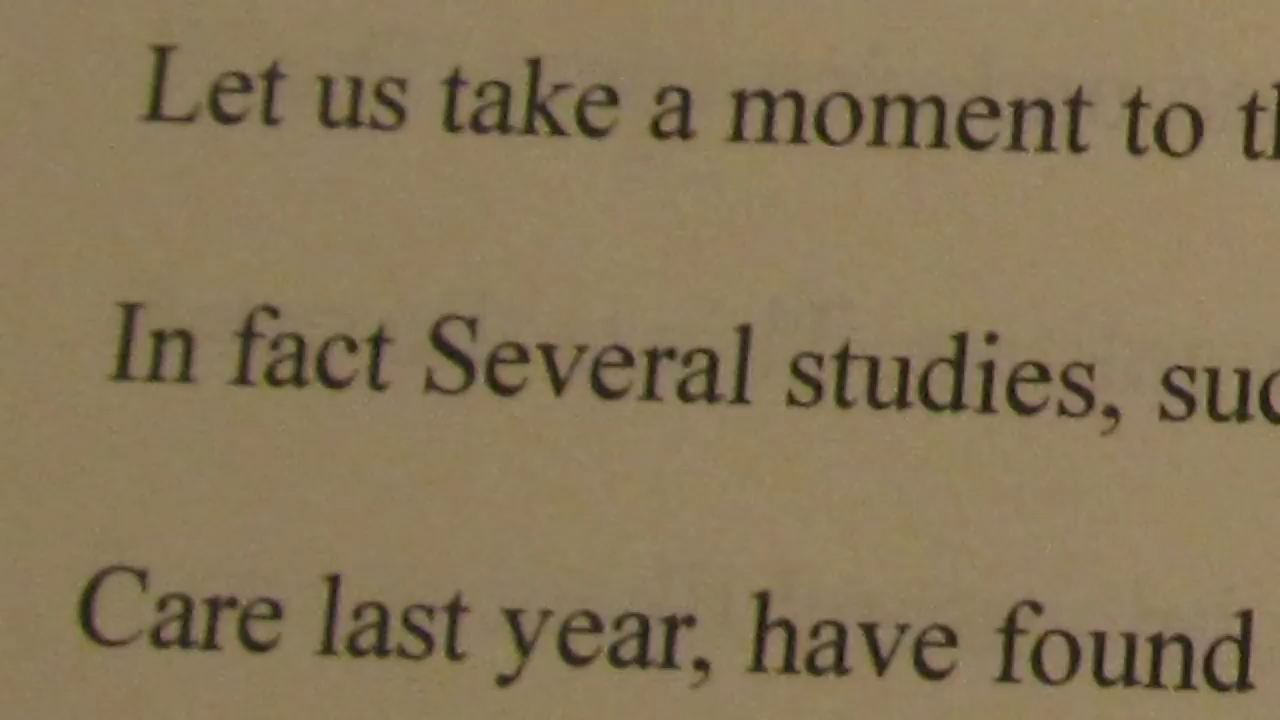 Let us take a moment to
In fact Several studies,
Care last year, have found